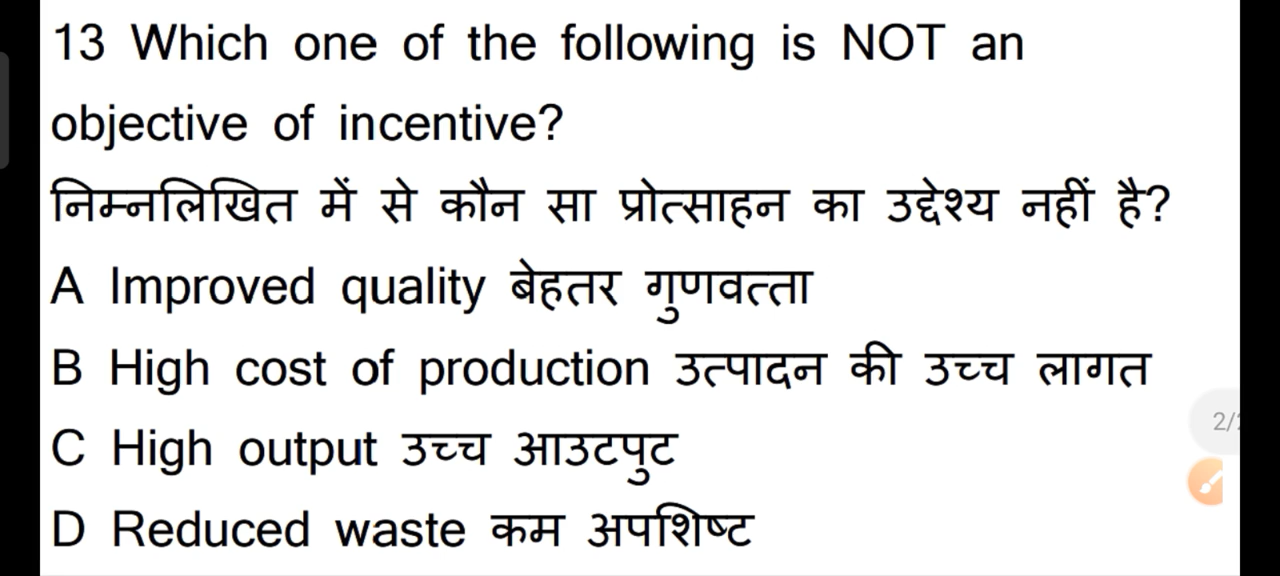 13 Which one of the following is NOT an
objective of incentive?
निम्नलिखित में से कौन सा प्रोत्साहन का उद्देश्य नहीं है?
A Improved quality बेहतर गुणवत्ता
B High cost of production उत्पादन की उच्च लागत
2/
C High output उच्च आउटपुट
D Reduced waste कम अपशिष्ट